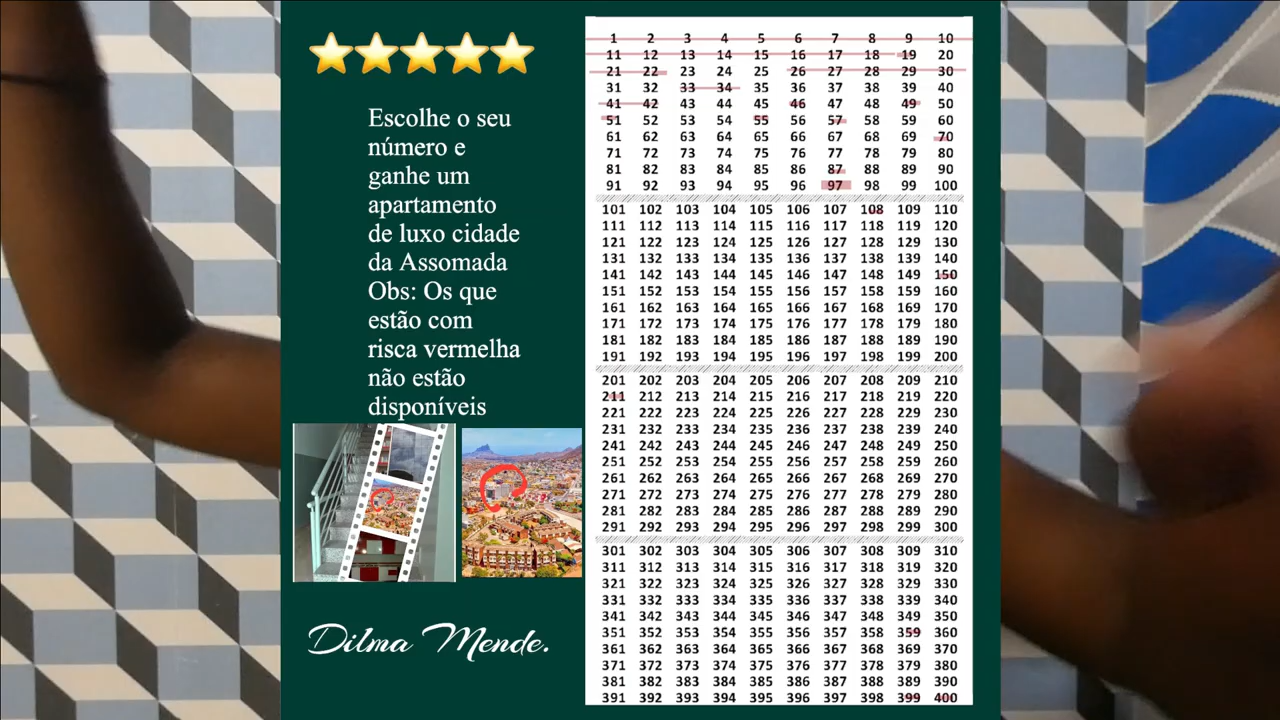 Escolhe o seu
número e
ganhe um
apartamento
de luxo cidade
da Assomada
Obs: Os que
estão com
risca vermelha
não estão
disponíveis
Dilma Mende.
1 2 3 4 5 6 7 8 9 10
11 12 13 14 15 16 17 18 19 20
21 22 23 24 25 26 27 28 29 30
31 32 33 34 35 36 37 38 39 40
41 42 43 44 45 46 47 48 49 50
51 52 53 54 55 56 57 58 59 60
61 62 63 64 65 66 67 68 69 70
71 72 73 74 75 76 77 78 79 80
81 82 83 84 85 86 87 88 89 90
91 92 93 94 95 96 97 98 99 100
101 102 103 104 105 106 107 108 109 110
111 112 113 114 115 116 117 118 119 120
121 122 123 124 125 126 127 128 129 130
131 132 133 134 135 136 137 138 139 140
141 142 143 144 145 146 147 148 149 150
151 152 153 154 155 156 157 158 159 160
161 162 163 164 165 166 167 168 169 170
171 172 173 174 175 176 177 178 179 180
181 182 183 184 185 186 187 188 189 190
191 192 193 194 195 196 197 198 199 200
201 202 203 204 205 206 207 208 209 210
211 212 213 214 215 216 217 218 219 220
221 222 223 224 225 226 227 228 229 230
231 232 233 234 235 236 237 238 239 240
241 242 243 244 245 246 247 248 249 250
251 252 253 254 255 256 257 258 259 260
261 262 263 264 265 266 267 268 269 270
271 272 273 274 275 276 277 278 279 280
281 282 283 284 285 286 287 288 289 290
291 292 293 294 295 296 297 298 299 300
301 302 303 304 305 306 307 308 309 310
311 312 313 314 315 316 317 318 319 320
321 322 323 324 325 326 327 328 329 330
331 332 333 334 335 336 337 338 339 340
341 342 343 344 345 346 347 348 349 350
351 352 353 354 355 356 357 358 359 360
361 362 363 364 365 366 367 368 369 370
371 372 373 374 375 376 377 378 379 380
381 382 383 384 385 386 387 388 389 390
391 392 393 394 395 396 397 398 399 400